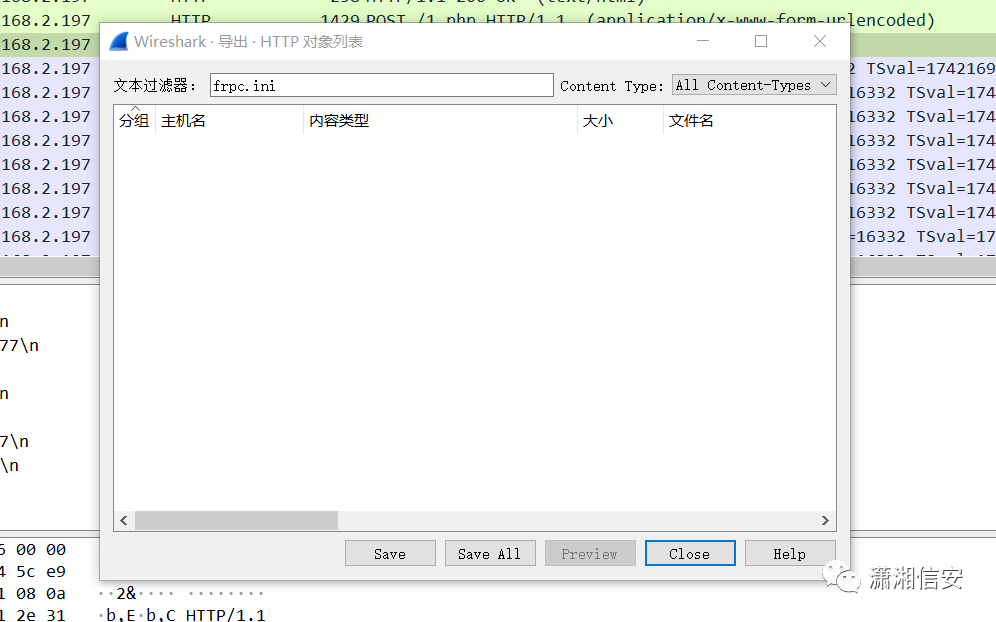 168.2.197 HTTP 1429 POST /1.php HTTP/1.1 (application/x-www-form-urlencoded)
Wireshark · 导出 · HTTP 对象列表
168.2.197
文本过滤器： frpc.ini Content Type: All Content-Types
168.2.197 2 TSval=1742169
168.2.197 16332 TSval=174
分组 主机名 内容类型 大小 文件名
168.2.197 16332 TSval=174
168.2.197 16332 TSval=174
168.2.197 16332 TSval=174
168.2.197 16332 TSval=174
168.2.197 16332 TSval=174
168.2.197 =16332 TSval=17
n
77\n
n
7\n
\n
Save Save All Preview Close Help
6 00 00
4 5c e9
潇湘信安
1 08 0a ··2&···· ········
1 2e 31 ·b,E·b,C HTTP/1.1